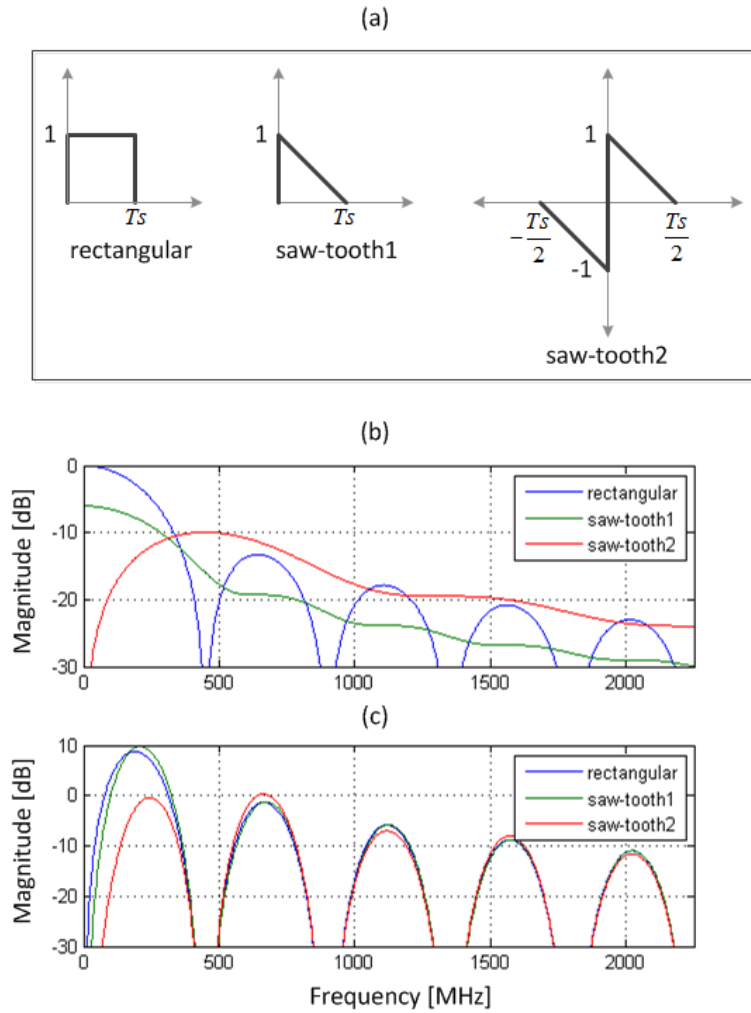 (a)
1
Ts
rectangular
1
Ts
saw-tooth1
1
-1
−Ts/2
Ts/2
saw-tooth2
(b)
Magnitude [dB]
0
-10
-20
-30
0 500 1000 1500 2000
rectangular
saw-tooth1
saw-tooth2
(c)
Magnitude [dB]
10
0
-10
-20
-30
0 500 1000 1500 2000
rectangular
saw-tooth1
saw-tooth2
Frequency [MHz]